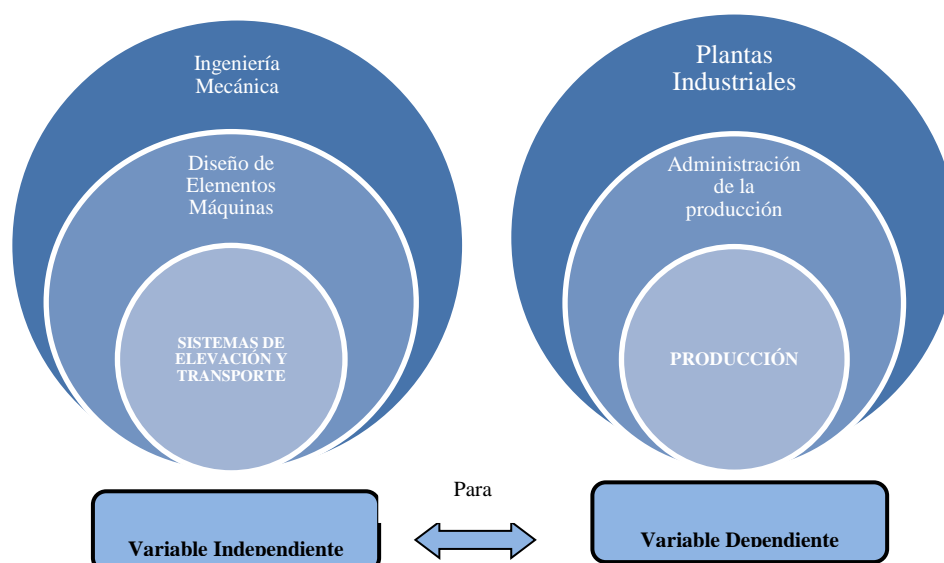 Ingeniería
Mecánica
Diseño de
Elementos
Máquinas
SISTEMAS DE
ELEVACIÓN Y
TRANSPORTE
Plantas
Industriales
Administración
de la
producción
PRODUCCIÓN
Para
Variable Independiente
Variable Dependiente